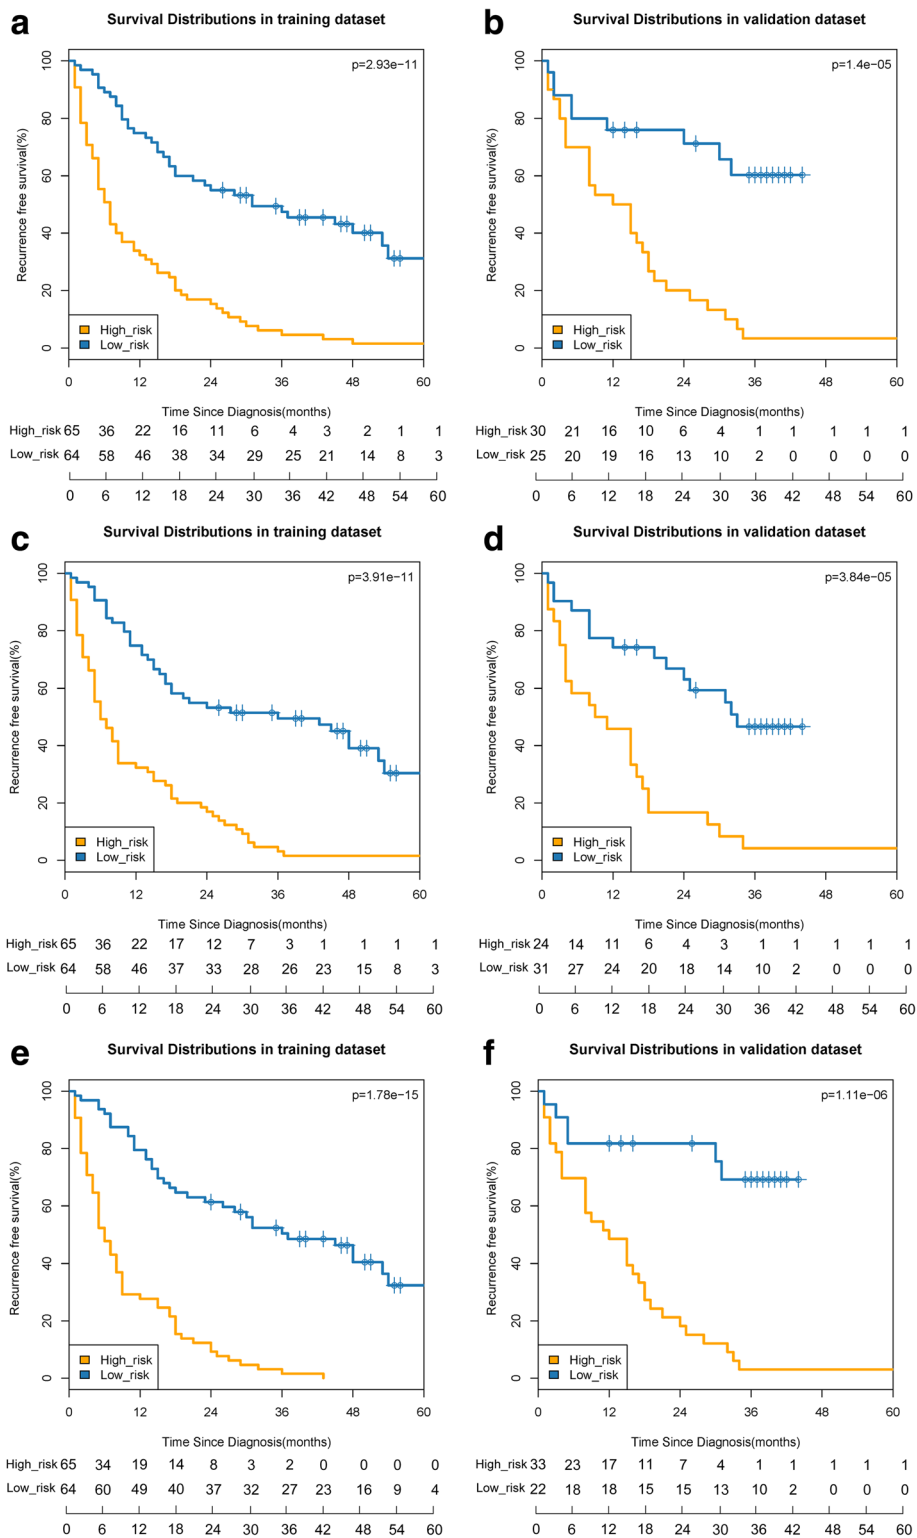 a
Survival Distributions in training dataset
p=2.93e−11
Recurrence free survival(%)
100
80
60
40
20
0
High_risk
Low_risk
0 12 24 36 48 60
Time Since Diagnosis(months)
High_risk 65 36 22 16 11 6 4 3 2 1 1
Low_risk 64 58 46 38 34 29 25 21 14 8 3
0 6 12 18 24 30 36 42 48 54 60
b
Survival Distributions in validation dataset
p=1.4e−05
Recurrence free survival(%)
100
80
60
40
20
0
High_risk
Low_risk
0 12 24 36 48 60
Time Since Diagnosis(months)
High_risk 30 21 16 10 6 4 1 1 1 1 1
Low_risk 25 20 19 16 13 10 2 0 0 0 0
0 6 12 18 24 30 36 42 48 54 60
c
Survival Distributions in training dataset
p=3.91e−11
Recurrence free survival(%)
100
80
60
40
20
0
High_risk
Low_risk
0 12 24 36 48 60
Time Since Diagnosis(months)
High_risk 65 36 22 17 12 7 3 1 1 1 1
Low_risk 64 58 46 37 33 28 26 23 15 8 3
0 6 12 18 24 30 36 42 48 54 60
d
Survival Distributions in validation dataset
p=3.84e−05
Recurrence free survival(%)
100
80
60
40
20
0
High_risk
Low_risk
0 12 24 36 48 60
Time Since Diagnosis(months)
High_risk 24 14 11 6 4 3 1 1 1 1 1
Low_risk 31 27 24 20 18 14 10 2 0 0 0
0 6 12 18 24 30 36 42 48 54 60
e
Survival Distributions in training dataset
p=1.78e−15
Recurrence free survival(%)
100
80
60
40
20
0
High_risk
Low_risk
0 12 24 36 48 60
Time Since Diagnosis(months)
High_risk 65 34 19 14 8 3 2 0 0 0 0
Low_risk 64 60 49 40 37 32 27 23 16 9 4
0 6 12 18 24 30 36 42 48 54 60
f
Survival Distributions in validation dataset
p=1.11e−06
Recurrence free survival(%)
100
80
60
40
20
0
High_risk
Low_risk
0 12 24 36 48 60
Time Since Diagnosis(months)
High_risk 33 23 17 11 7 4 1 1 1 1 1
Low_risk 22 18 18 15 15 13 10 2 0 0 0
0 6 12 18 24 30 36 42 48 54 60